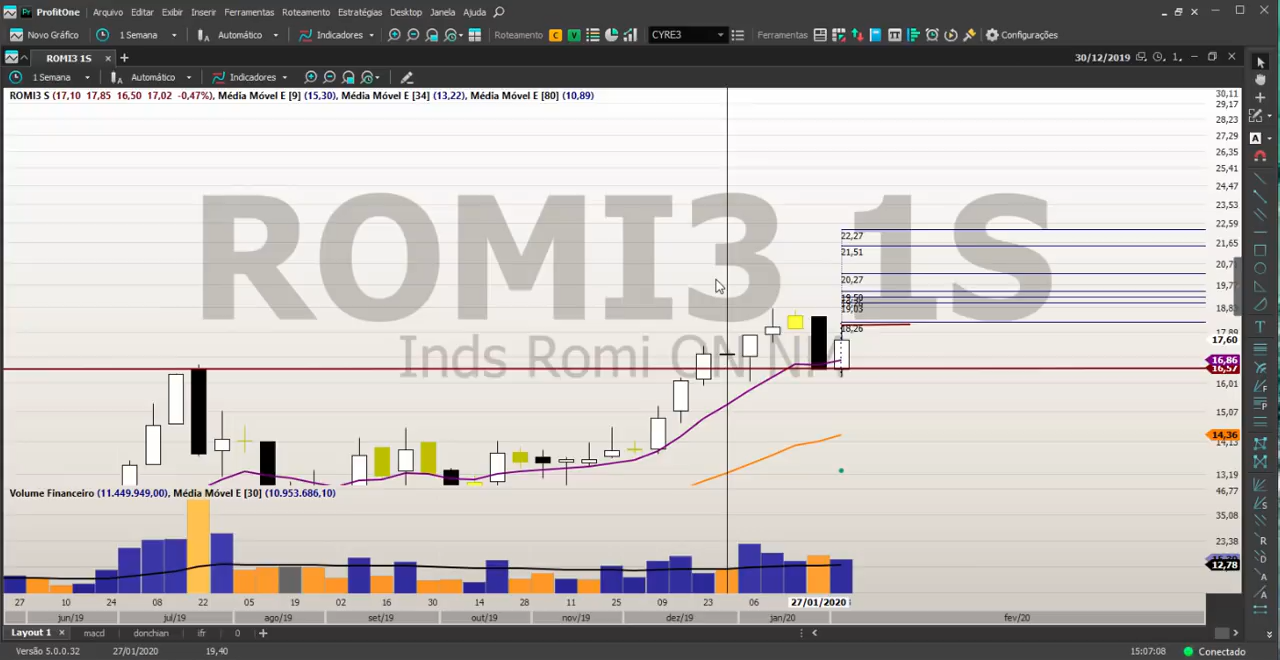 ProfitOne Arquivo Editar Exibir Inserir Ferramentas Roteamento Estratégias Desktop Janela Ajuda
Novo Gráfico 1 Semana Automático Indicadores Roteamento C V CYRE3 Ferramentas Configurações
ROMI3 1S × + 30/12/2019
1 Semana Automático Indicadores
ROMI3 S (17,10 17,85 16,50 17,02 -0,47%), Média Móvel E [9] (15,30), Média Móvel E [34] (13,22), Média Móvel E [80] (10,89)
ROMI3 1S
Inds Romi ON NM
30,11
29,17
28,23
27,29
26,35
25,41
24,47
23,53
22,59
21,65
20,71
22,27
21,51
20,27
19,50
19,03
18,26
17,89
17,60
16,86
16,57
16,01
15,07
14,36
14,13
13,19
Volume Financeiro (11.449.949,00), Média Móvel E [30] (10.953.686,10)
46,77
35,08
23,38
12,78
27 10 24 08 22 05 19 02 16 30 14 28 11 25 09 23 06 27/01/2020
jun/19 jul/19 ago/19 set/19 out/19 nov/19 dez/19 jan/20 fev/20
Layout 1 × macd donchian ifr 0 +
Versão 5.0.0.32 27/01/2020 19,40 15:07:08 Conectado